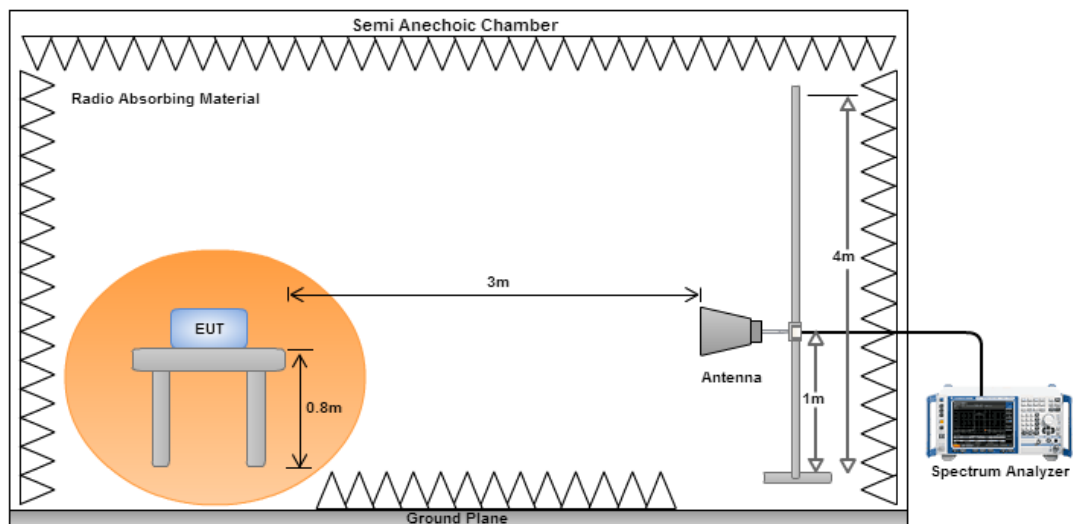 Semi Anechoic Chamber
Radio Absorbing Material
3m
4m
EUT
Antenna
1m
0.8m
Spectrum Analyzer
Ground Plane